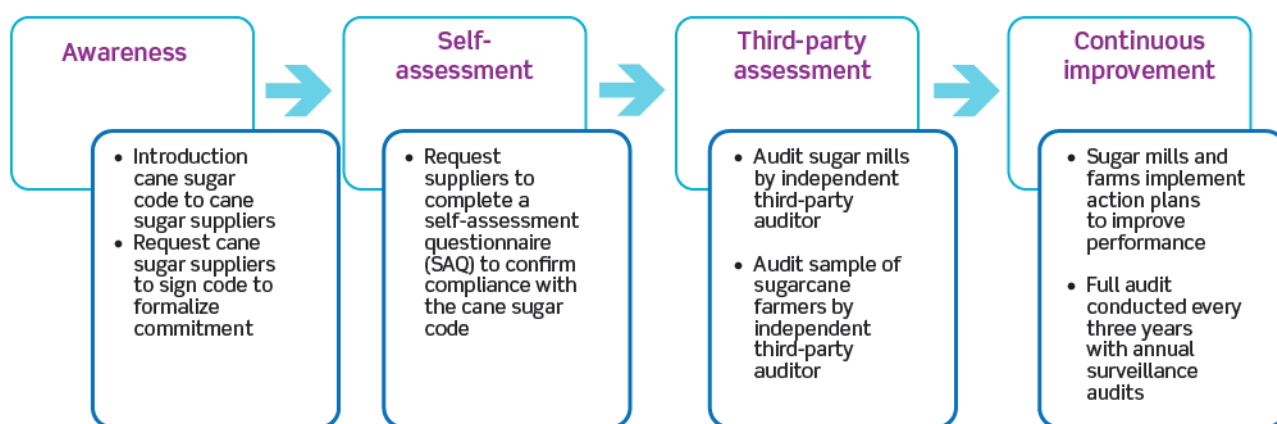 Awareness
• Introduction
cane sugar
code to cane
sugar suppliers
• Request cane
sugar suppliers
to sign code to
formalize
commitment
Self-
assessment
• Request
suppliers to
complete a
self-assessment
questionnaire
(SAQ) to confirm
compliance with
the cane sugar
code
Third-party
assessment
• Audit sugar mills
by independent
third-party
auditor
• Audit sample of
sugarcane
farmers by
independent
third-party
auditor
Continuous
improvement
• Sugar mills and
farms implement
action plans
to improve
performance
• Full audit
conducted every
three years
with annual
surveillance
audits